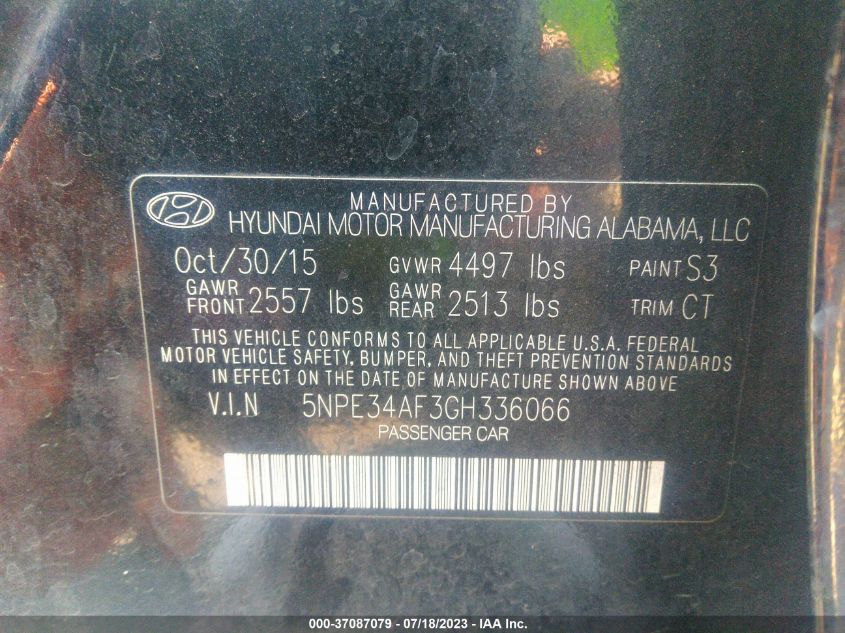 MANUFACTURED BY
HYUNDAI MOTOR MANUFACTURING ALABAMA, LLC
Oct/30/15 GVWR 4497 lbs PAINT S3
GAWR FRONT 2557 lbs GAWR REAR 2513 lbs TRIM CT
THIS VEHICLE CONFORMS TO ALL APPLICABLE U.S.A. FEDERAL
MOTOR VEHICLE SAFETY, BUMPER, AND THEFT PREVENTION STANDARDS
IN EFFECT ON THE DATE OF MANUFACTURE SHOWN ABOVE.
V.I.N 5NPE34AF3GH336066
PASSENGER CAR
000-37087079 - 07/18/2023 - IAA Inc.